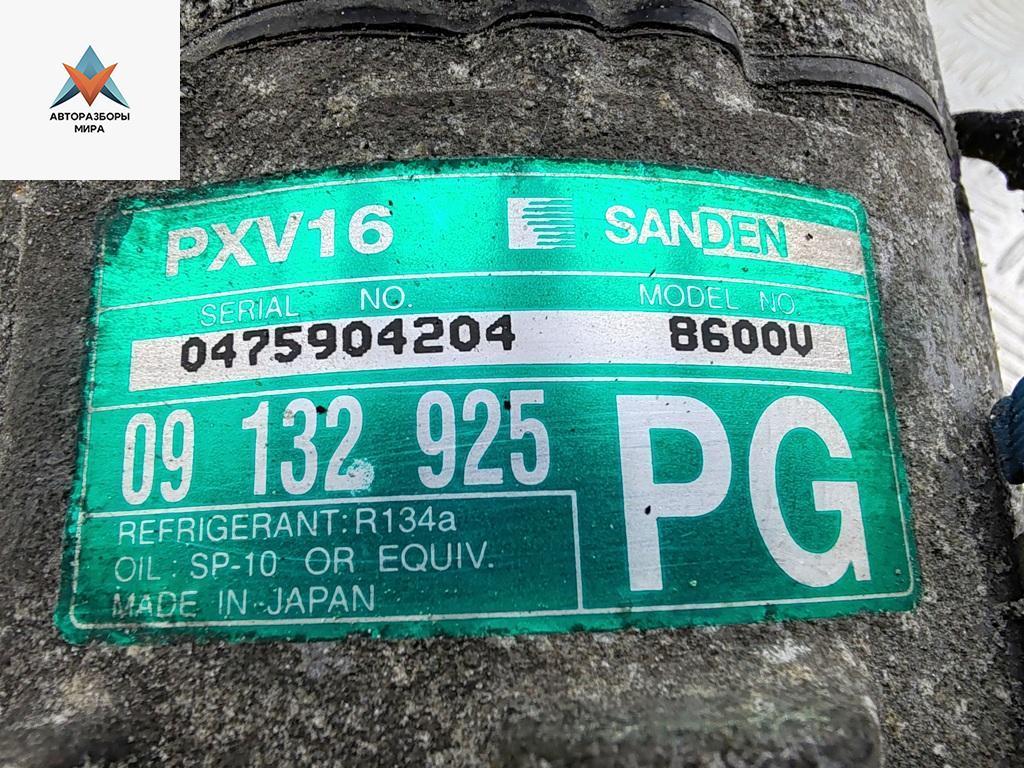 АВТОРАЗБОРЫ
МИРА
PXV16 SANDEN
SERIAL NO. MODEL NO.
0475904204 8600V
09 132 925 PG
REFRIGERANT: R134a
OIL : SP-10 OR EQUIV.
MADE IN JAPAN